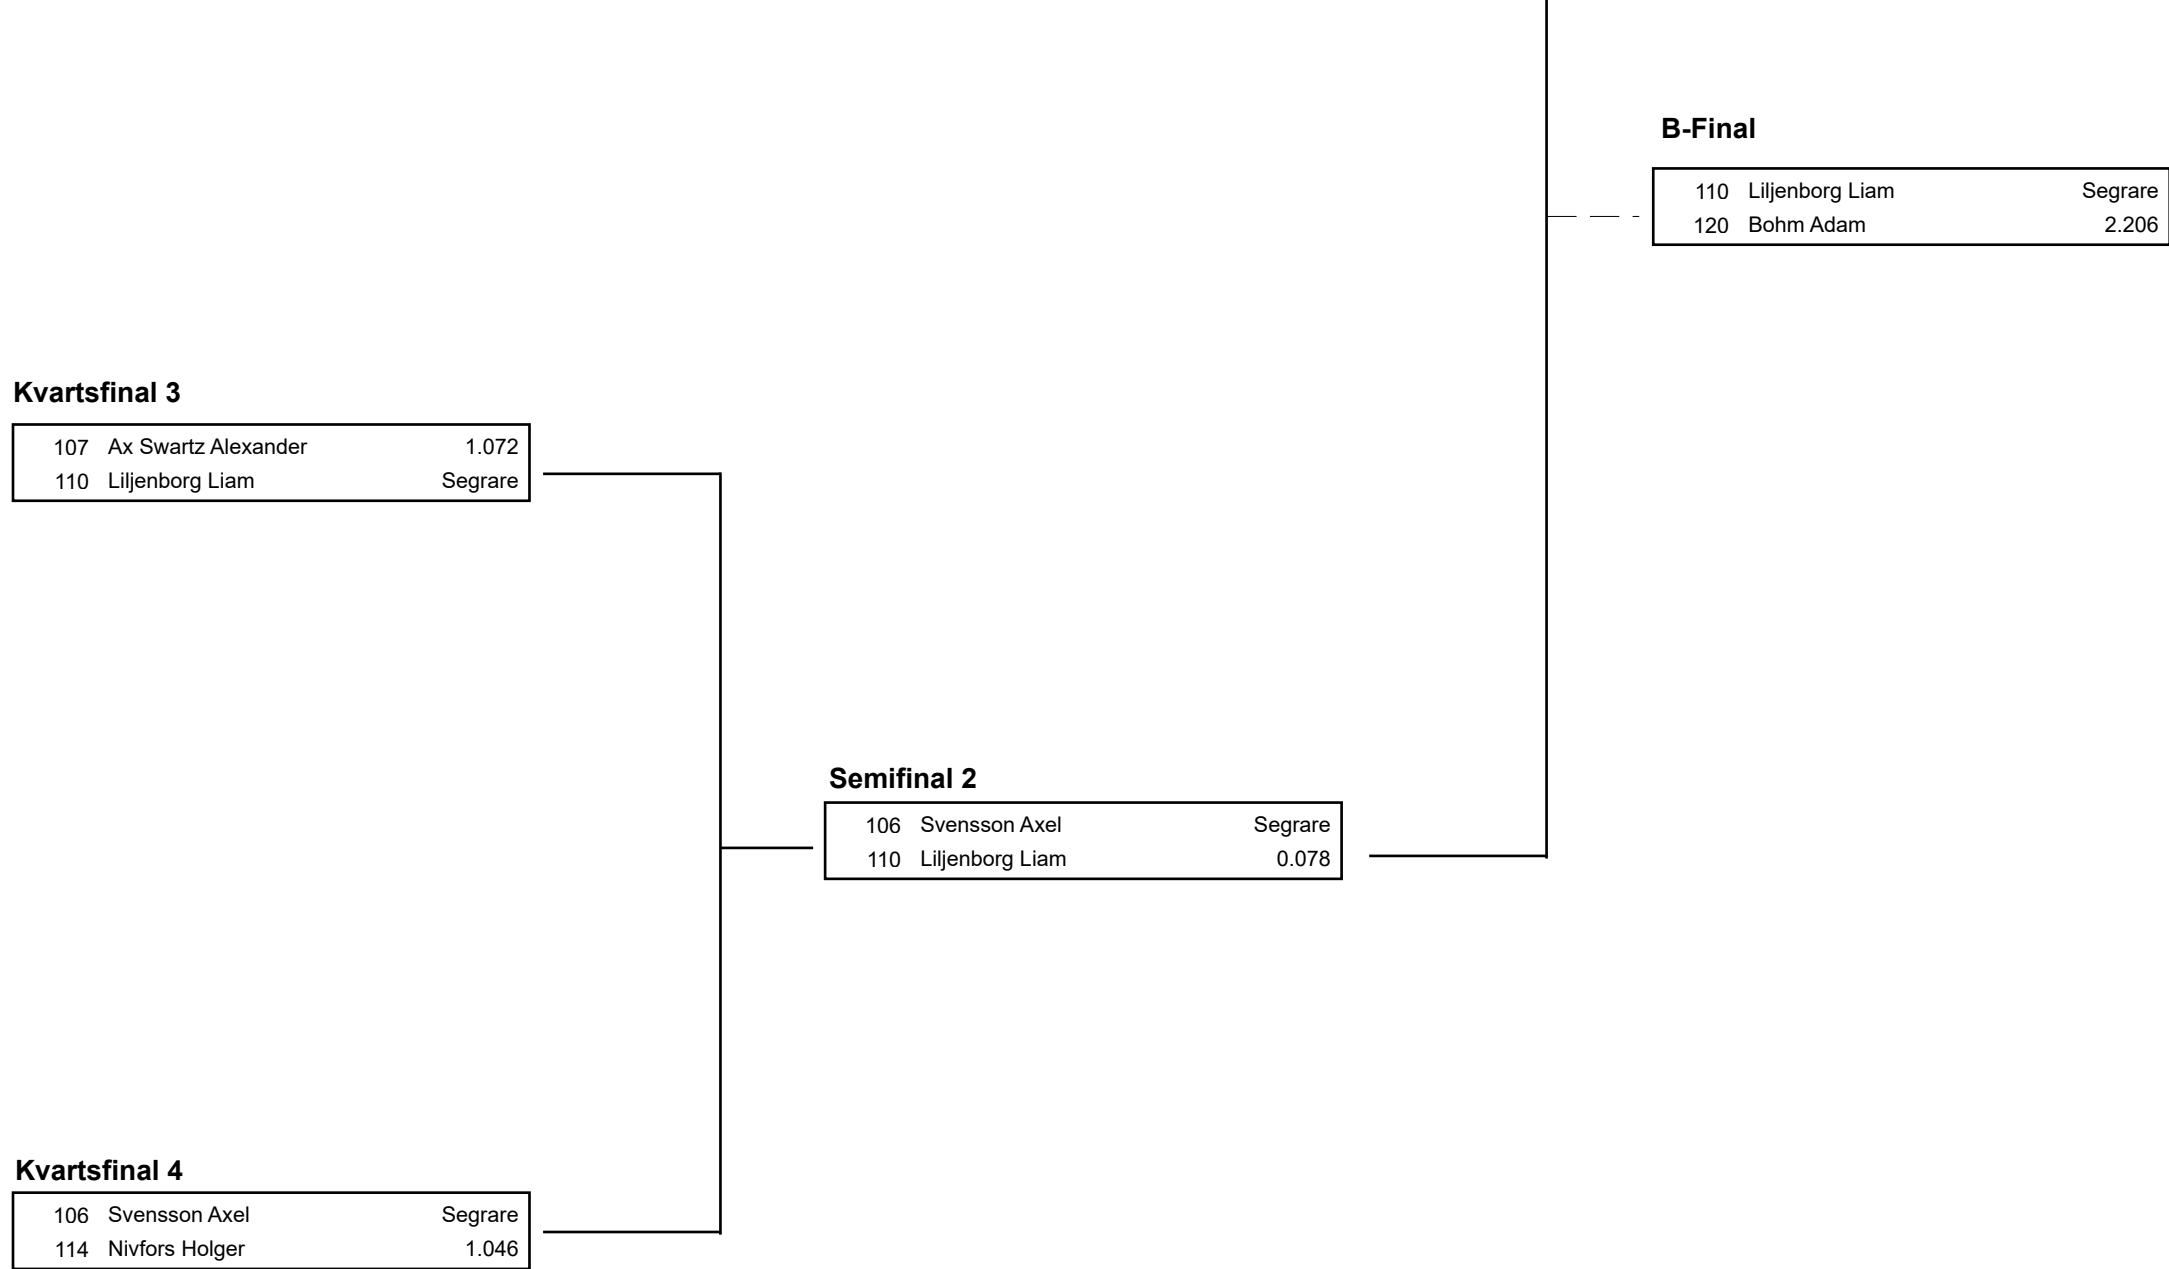 B-Final
110 Liljenborg Liam Segrare
120 Bohm Adam 2.206
Kvartsfinal 3
107 Ax Swartz Alexander 1.072
110 Liljenborg Liam Segrare
Semifinal 2
106 Svensson Axel Segrare
110 Liljenborg Liam 0.078
Kvartsfinal 4
106 Svensson Axel Segrare
114 Nivfors Holger 1.046